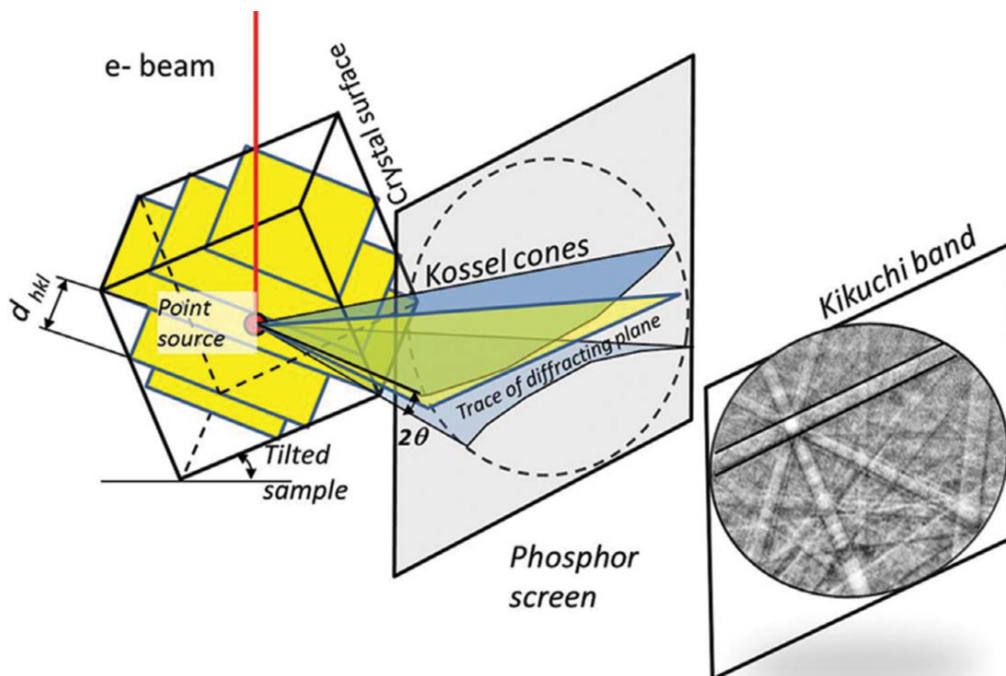 e- beam
Crystal surface
Kossel cones
Kikuchi band
d hkl
Point
source
Trace of diffracting plane
2θ
Tilted
sample
Phosphor
screen